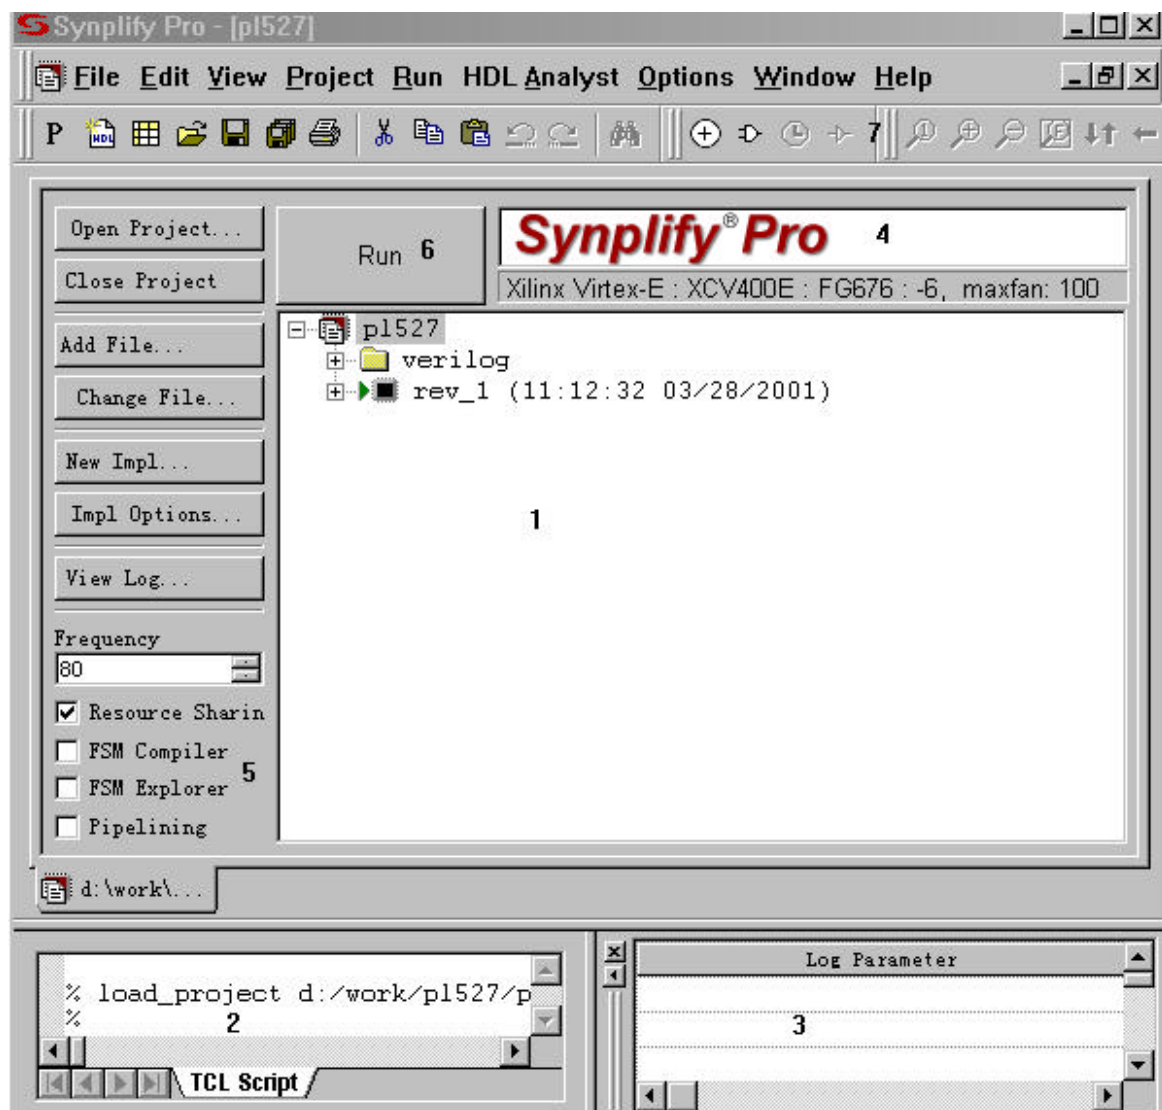 Synplify Pro - [pl527]
File Edit View Project Run HDL Analyst Options Window Help
P HDL 7
Open Project...
Close Project
Add File...
Change File...
New Impl...
Impl Options...
View Log...
Frequency
80
Resource Sharin
FSM Compiler
FSM Explorer
5
Pipelining
Run 6
Synplify® Pro 4
Xilinx Virtex-E : XCV400E : FG676 : -6, maxfan: 100
pl527
verilog
rev_1 (11:12:32 03/28/2001)
1
d:\work\...
% load_project d:/work/pl527/p
%
2
TCL Script
Log Parameter
3